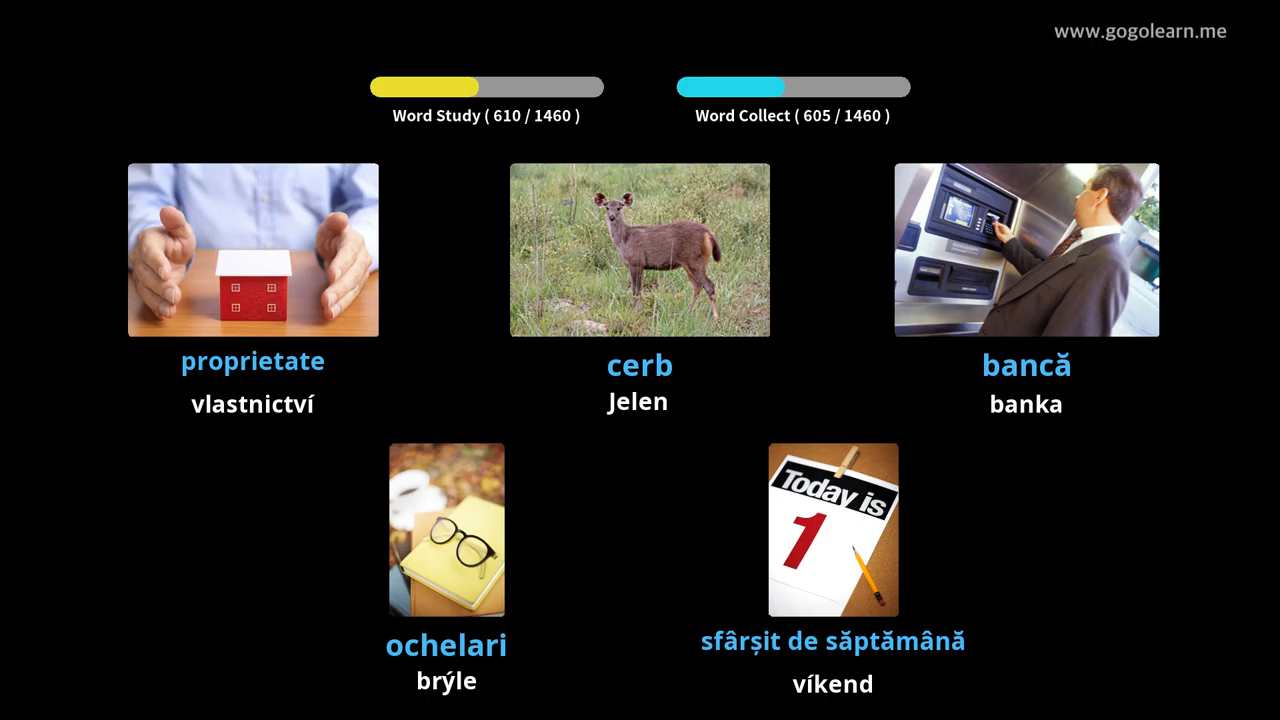 www.gogolearn.me
Word Study ( 610 / 1460 )
Word Collect ( 605 / 1460 )
proprietate
vlastnictví
cerb
Jelen
bancă
banka
Today is
1
ochelari
brýle
sfârșit de săptămână
víkend